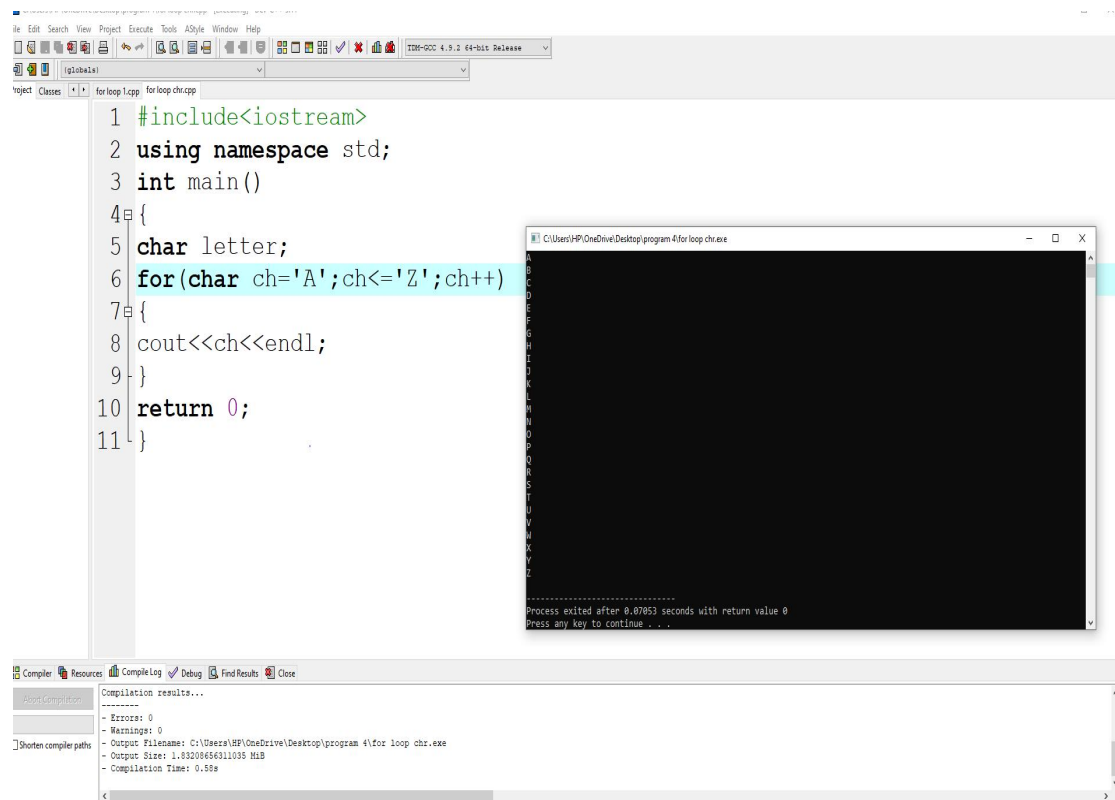 ile Edit Search View Project Execute Tools AStyle Window Help
TDM-GCC 4.9.2 64-bit Release
(globals)
roject Classes for loop 1.cpp for loop chr.cpp
1 #include<iostream>
2 using namespace std;
3 int main()
4 {
5 char letter;
6 for(char ch='A';ch<='Z';ch++)
7 {
8 cout<<ch<<endl;
9 }
10 return 0;
11 }
C:\Users\HP\OneDrive\Desktop\program 4\for loop chr.exe
A
B
C
D
E
F
G
H
I
J
K
L
M
N
O
P
Q
R
S
T
U
V
W
X
Y
Z
--------------------------------
Process exited after 0.07053 seconds with return value 0
Press any key to continue . . .
Compiler Resources Compile Log Debug Find Results Close
Abort Compilation
Shorten compiler paths
Compilation results...
--------
- Errors: 0
- Warnings: 0
- Output Filename: C:\Users\HP\OneDrive\Desktop\program 4\for loop chr.exe
- Output Size: 1.83208656311035 MiB
- Compilation Time: 0.58s